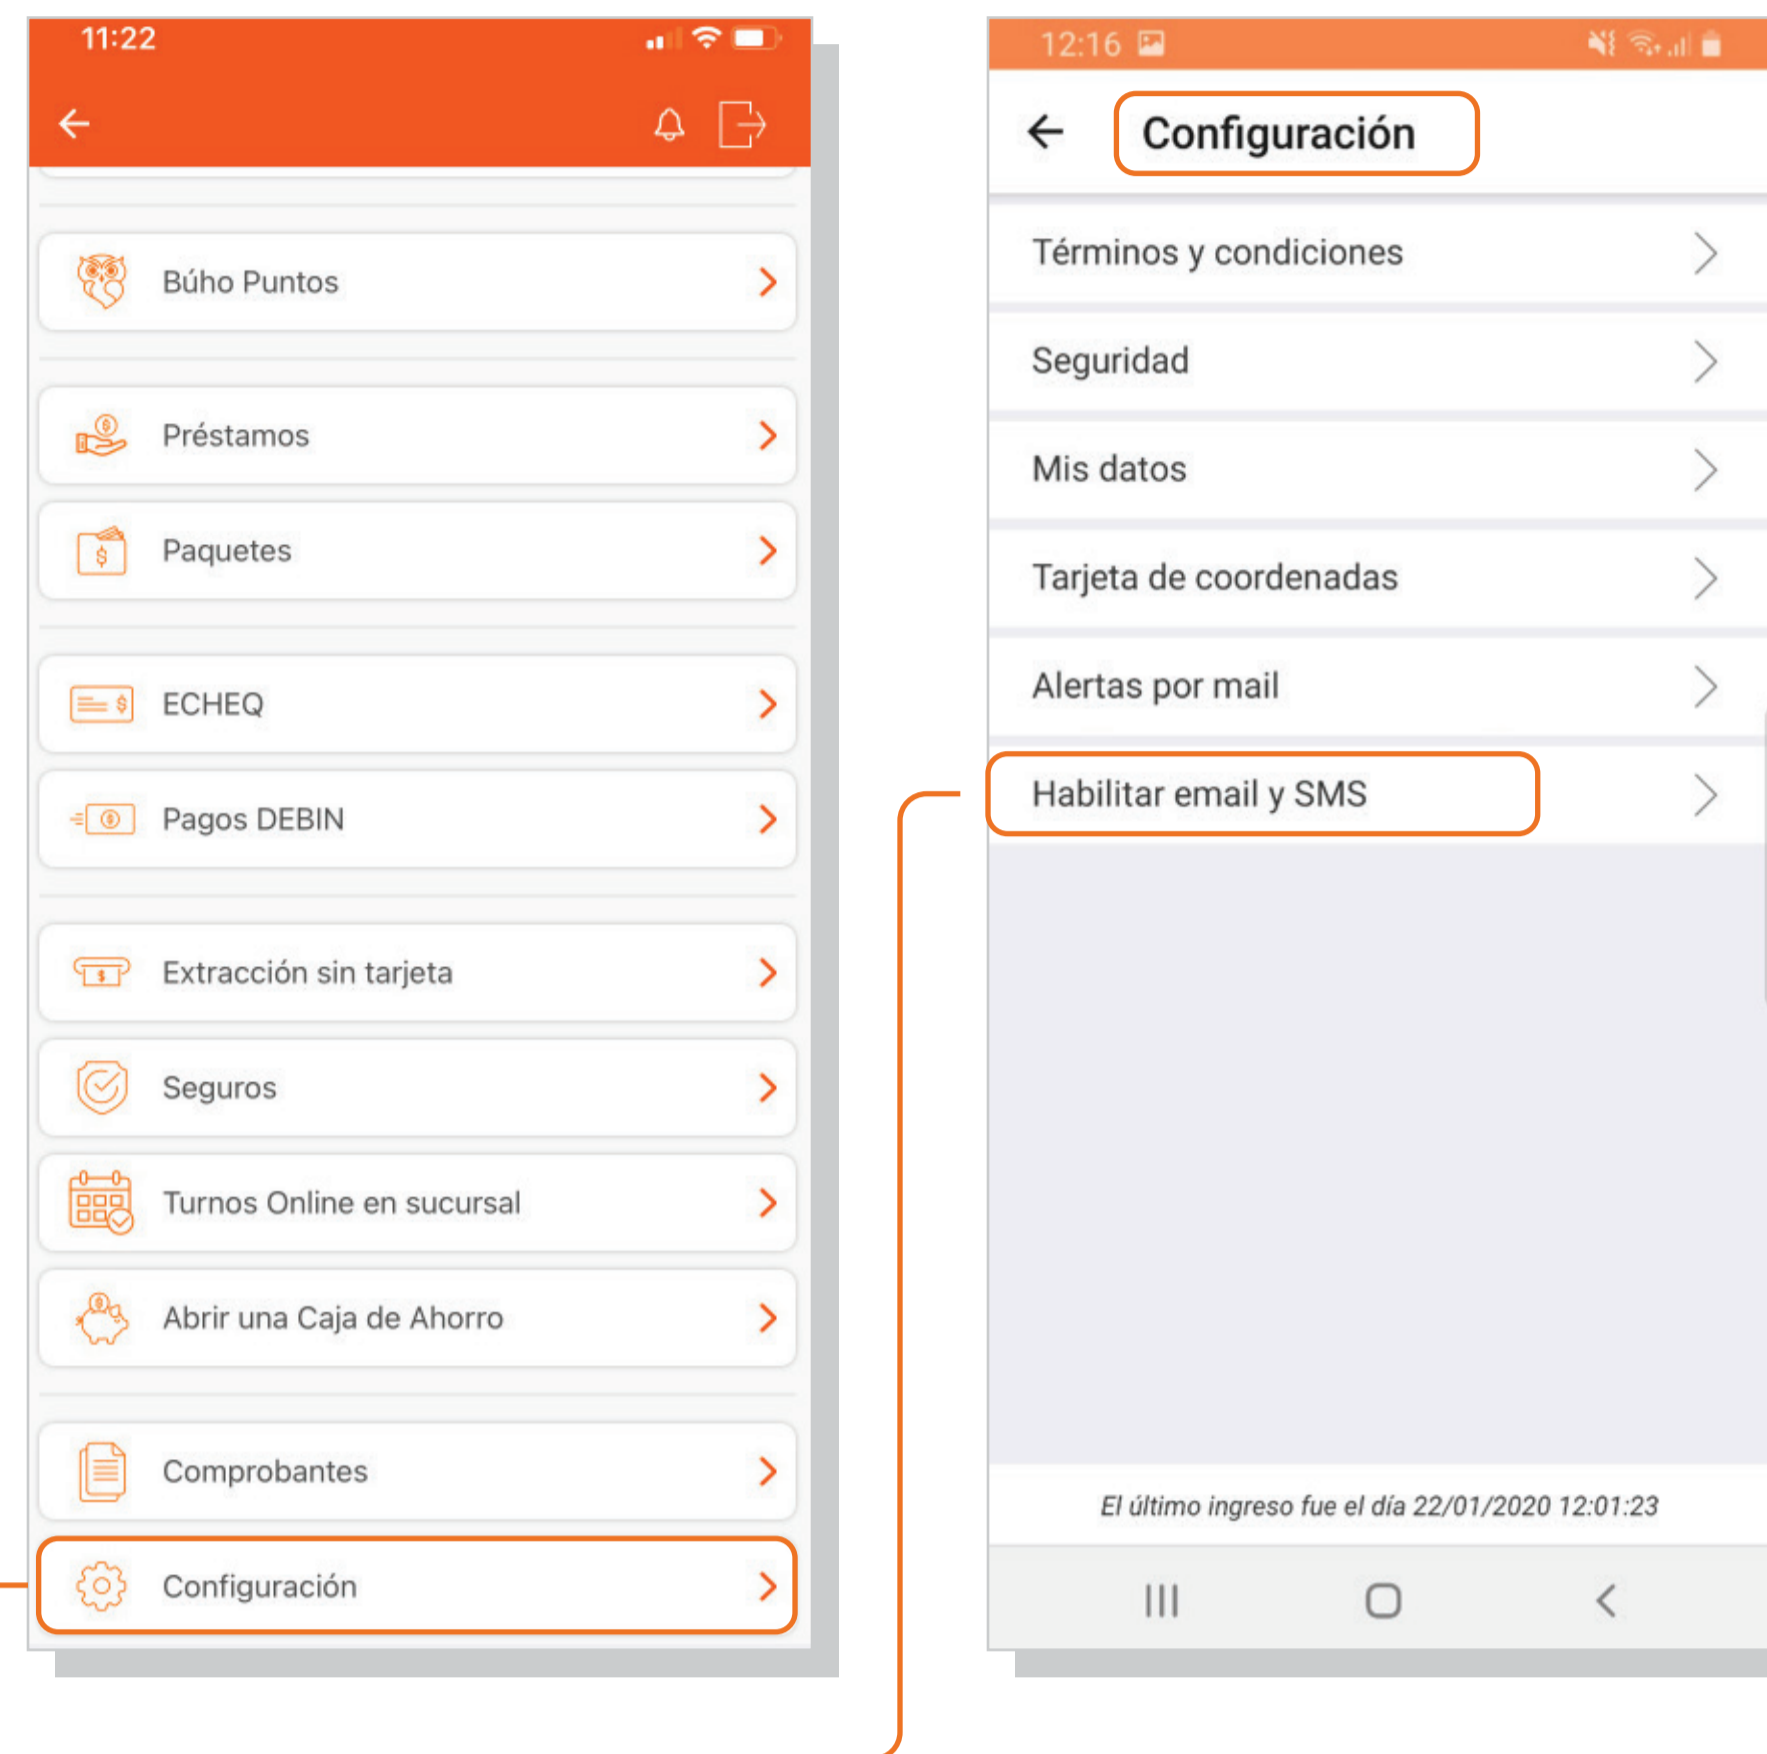 11:22
Búho Puntos
Préstamos
Paquetes
ECHEQ
Pagos DEBIN
Extracción sin tarjeta
Seguros
Turnos Online en sucursal
Abrir una Caja de Ahorro
Comprobantes
Configuración
12:16
Configuración
Términos y condiciones
Seguridad
Mis datos
Tarjeta de coordenadas
Alertas por mail
Habilitar email y SMS
El último ingreso fue el día 22/01/2020 12:01:23